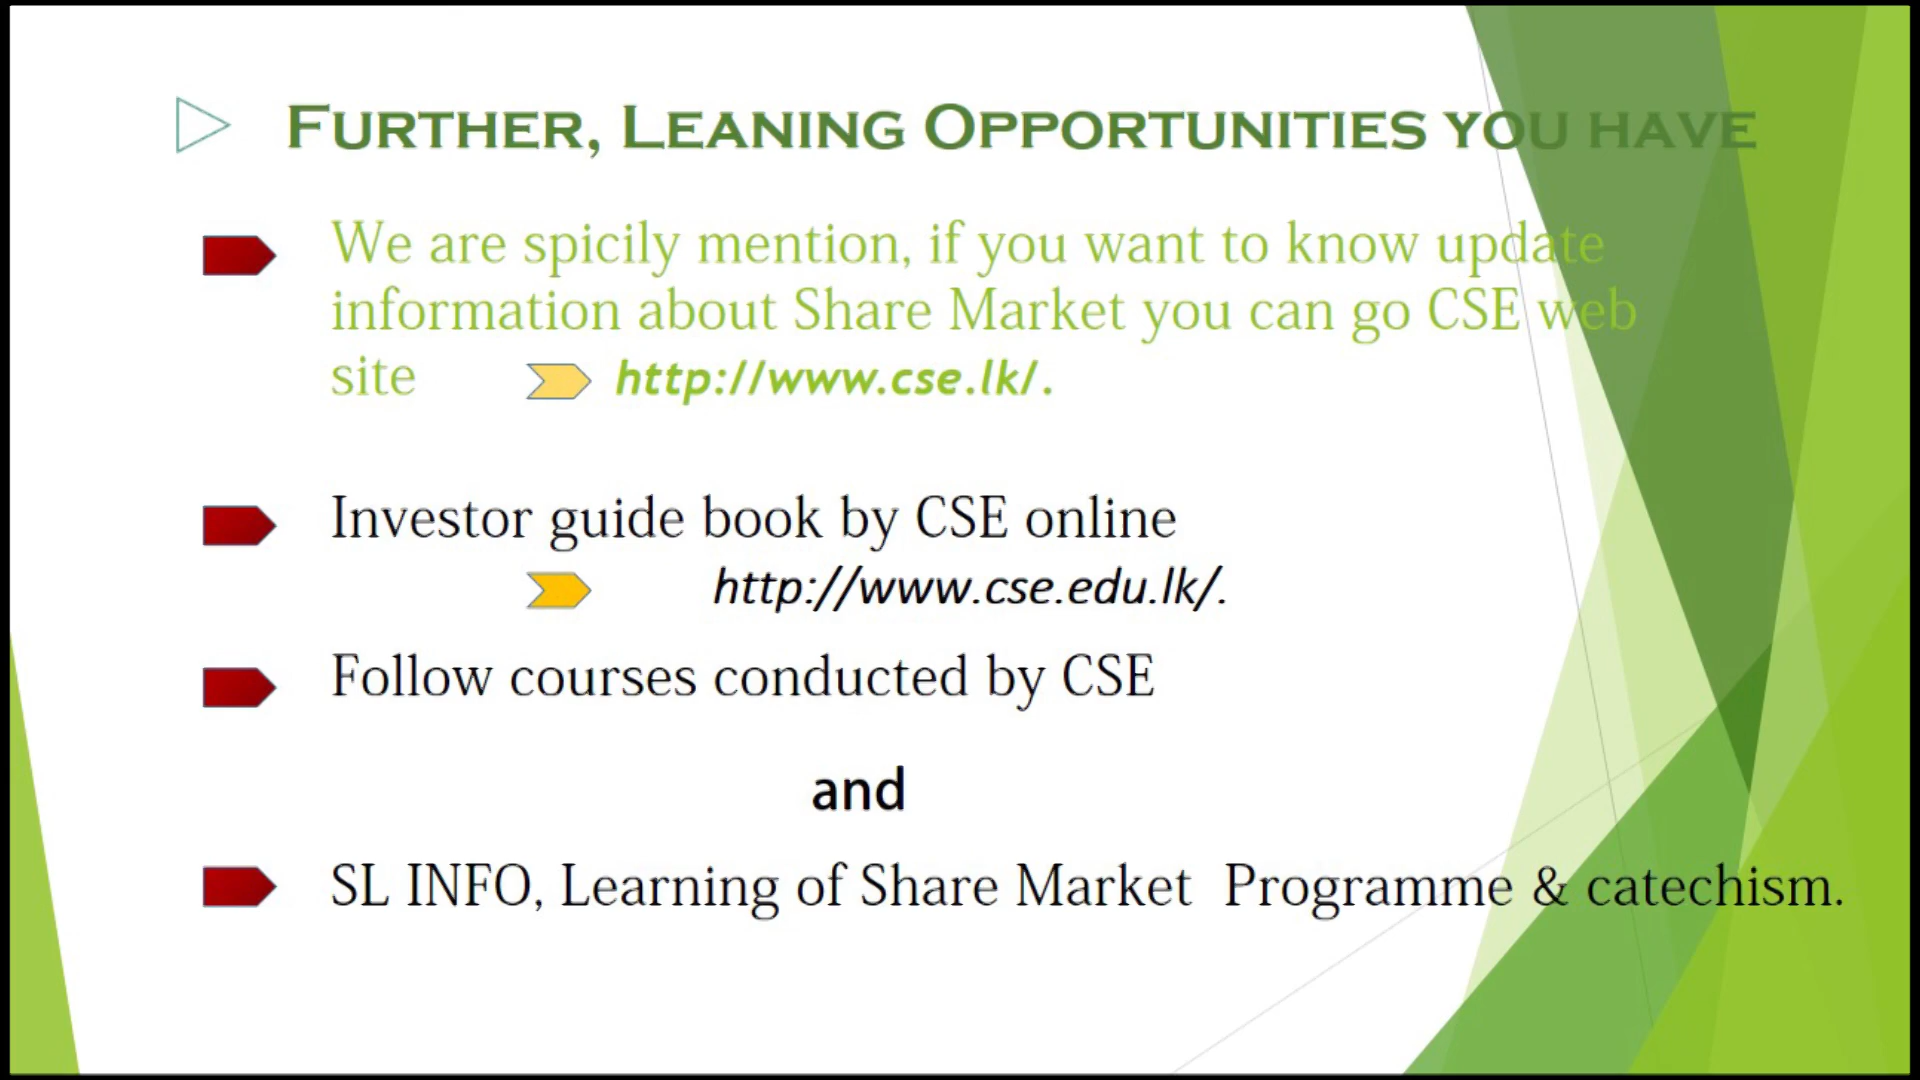 Further, Leaning Opportunities you have
We are spicily mention, if you want to know update
information about Share Market you can go CSE web
site http://www.cse.lk/.
Investor guide book by CSE online
http://www.cse.edu.lk/.
Follow courses conducted by CSE
and
SL INFO, Learning of Share Market Programme & catechism.